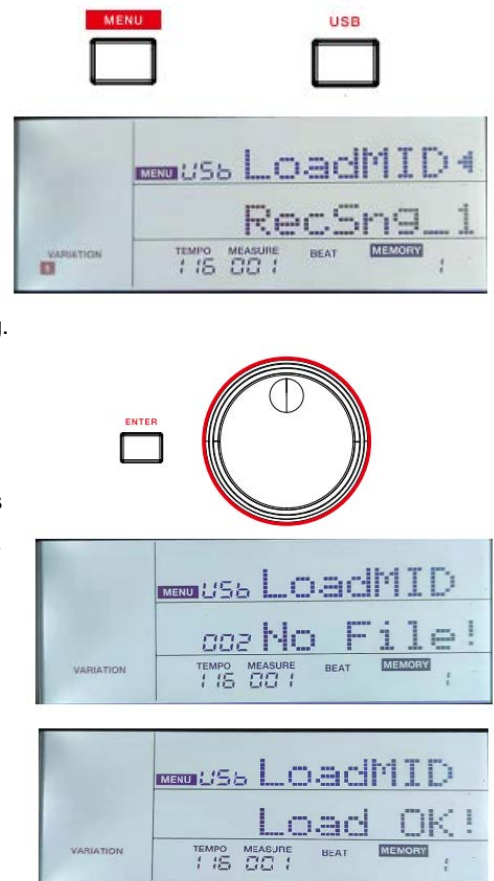 MENU USB
MENU USb LoadMID
RecSng_1
VARIATION TEMPO MEASURE BEAT MEMORY
1 116 001 1
g.
ENTER
s
MENU USb LoadMID
002 No File!
VARIATION TEMPO MEASURE BEAT MEMORY
116 001 1
MENU USb LoadMID
Load OK!
VARIATION TEMPO MEASURE BEAT MEMORY
116 001 1